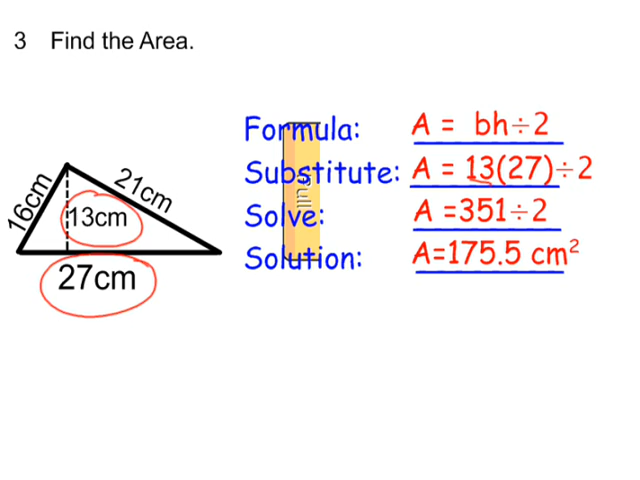 3 Find the Area.
Formula: A = bh÷2
Substitute: A = 13(27)÷2
Solve: A =351÷2
Solution: A=175.5 cm²
16cm
21cm
13cm
27cm